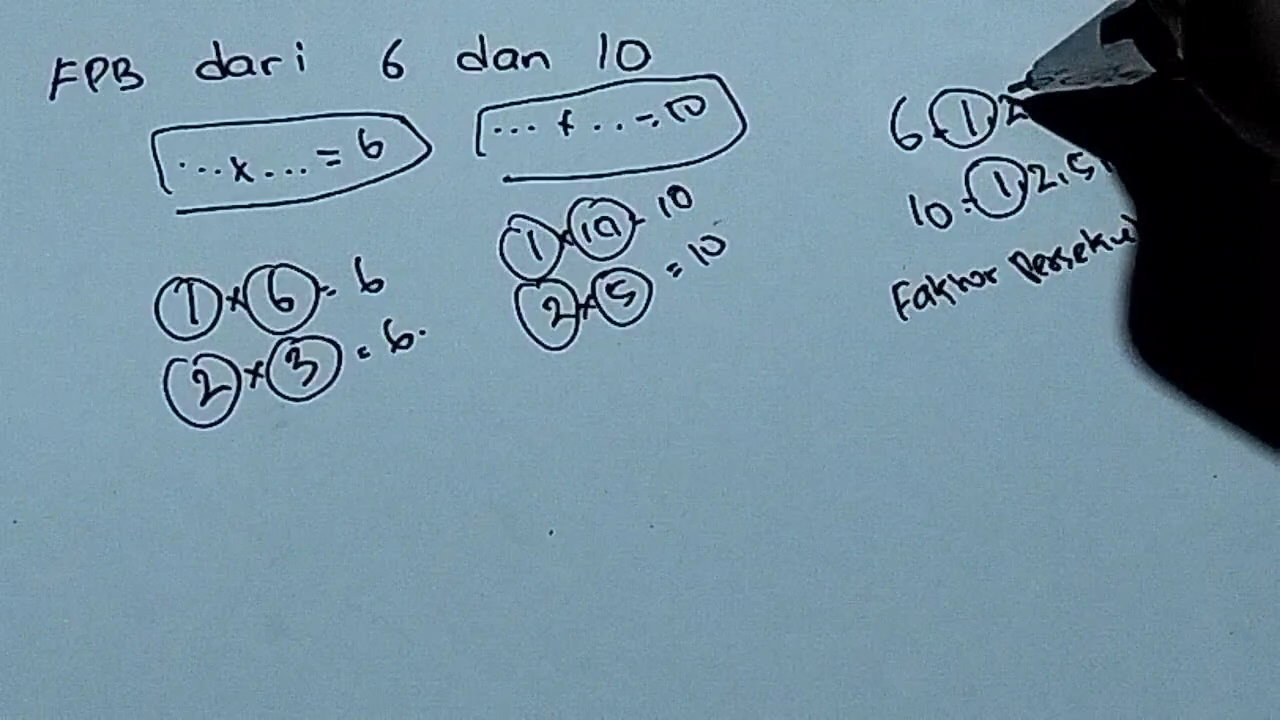 FPB dari 6 dan 10
...x...=6
...x...=10
1x6=6
2x3=6.
1x10=10
2x5=10
6=1,2
10=1,2,5,
Faktor